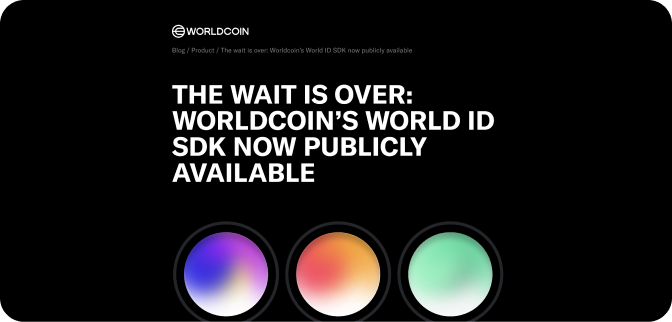 WORLDCOIN
Blog / Product / The wait is over: Worldcoin's World ID SDK now publicly available
THE WAIT IS OVER:
WORLDCOIN’S WORLD ID
SDK NOW PUBLICLY
AVAILABLE